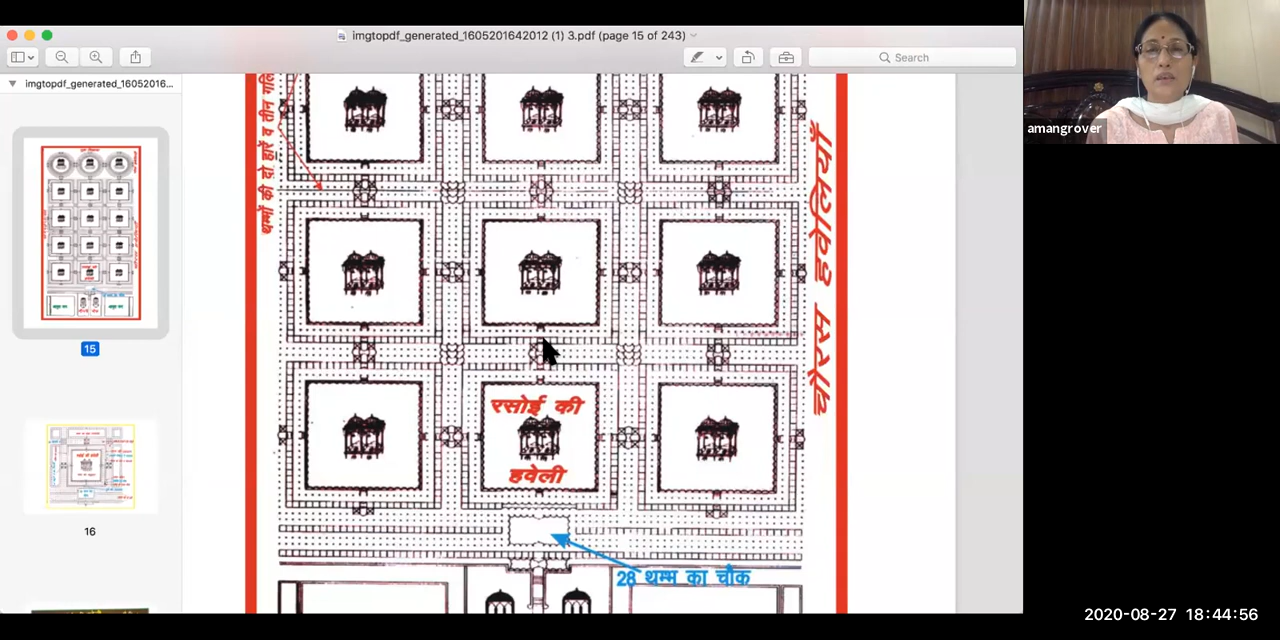 imgtopdf_generated_1605201642012 (1) 3.pdf (page 15 of 243)
Search
imgtopdf_generated_16052016...
15
16
थम्भों की दो हारें व तीन
चौरस हवेलियाँ
रसोई की
हवेली
28 थम्भ का चौक
amangrover
2020-08-27 18:44:56